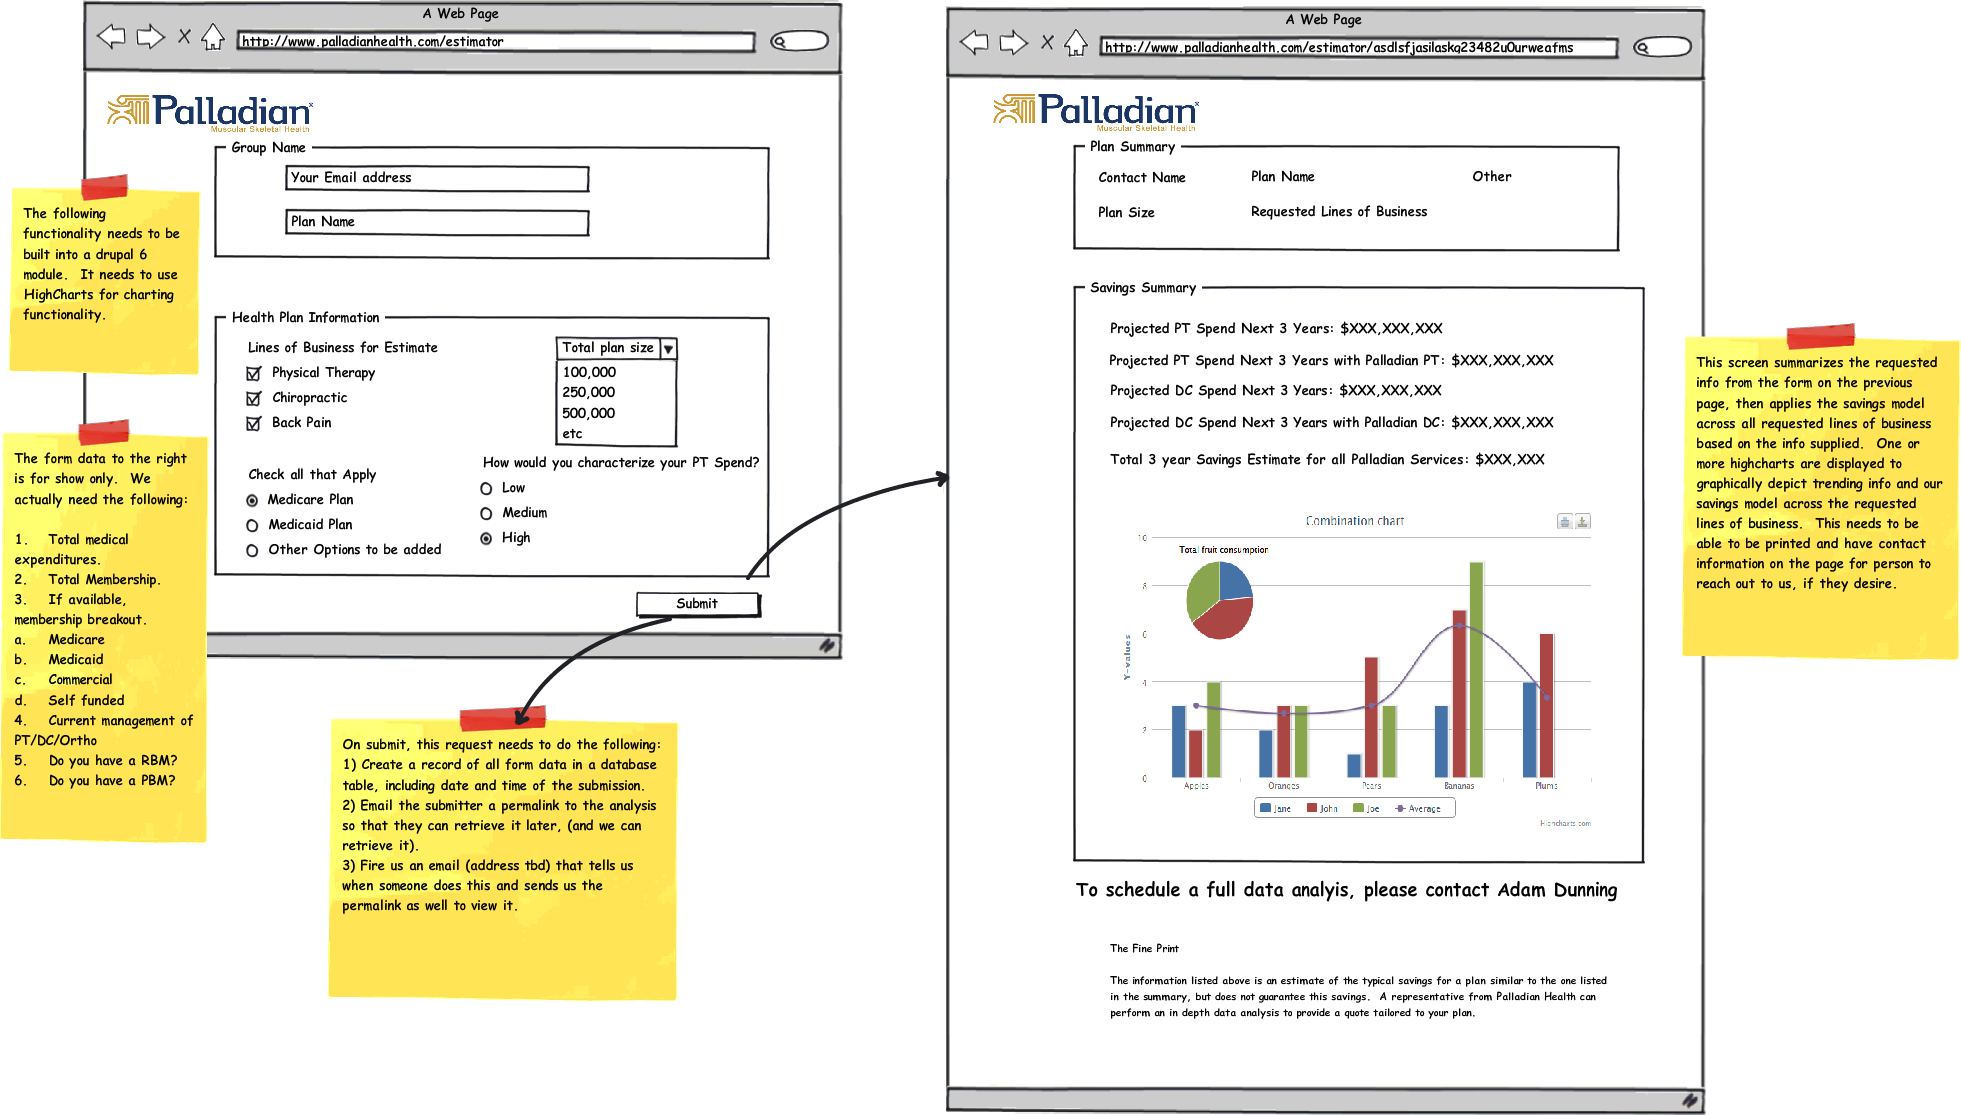 A Web Page
http://www.palladianhealth.com/estimator
Palladian
Muscular Skeletal Health
Group Name
Your Email address
Plan Name
Health Plan Information
Lines of Business for Estimate
Physical Therapy
Chiropractic
Back Pain
Total plan size
100,000
250,000
500,000
etc
Check all that Apply
Medicare Plan
Medicaid Plan
Other Options to be added
How would you characterize your PT Spend?
Low
Medium
High
Submit
The following
functionality needs to be
built into a drupal 6
module. It needs to use
HighCharts for charting
functionality.
The form data to the right
is for show only. We
actually need the following:
1. Total medical
expenditures.
2. Total Membership.
3. If available,
membership breakout.
a. Medicare
b. Medicaid
c. Commercial
d. Self funded
4. Current management of
PT/DC/Ortho
5. Do you have a RBM?
6. Do you have a PBM?
On submit, this request needs to do the following:
1) Create a record of all form data in a database
table, including date and time of the submission.
2) Email the submitter a permalink to the analysis
so that they can retrieve it later, (and we can
retrieve it).
3) Fire us an email (address tbd) that tells us
when someone does this and sends us the
permalink as well to view it.
A Web Page
http://www.palladianhealth.com/estimator/asdlsfjasilaskg23482u0urweafms
Palladian
Muscular Skeletal Health
Plan Summary
Contact Name Plan Name Other
Plan Size Requested Lines of Business
Savings Summary
Projected PT Spend Next 3 Years: $XXX,XXX,XXX
Projected PT Spend Next 3 Years with Palladian PT: $XXX,XXX,XXX
Projected DC Spend Next 3 Years: $XXX,XXX,XXX
Projected DC Spend Next 3 Years with Palladian DC: $XXX,XXX,XXX
Total 3 year Savings Estimate for all Palladian Services: $XXX,XXX
Combination chart
Total fruit consumption
Y-values
10
8
6
4
2
0
Apples Oranges Pears Bananas Plums
Jane John Joe Average
Highcharts.com
To schedule a full data analyis, please contact Adam Dunning
The Fine Print
The information listed above is an estimate of the typical savings for a plan similar to the one listed
in the summary, but does not guarantee this savings. A representative from Palladian Health can
perform an in depth data analysis to provide a quote tailored to your plan.
This screen summarizes the requested
info from the form on the previous
page, then applies the savings model
across all requested lines of business
based on the info supplied. One or
more highcharts are displayed to
graphically depict trending info and our
savings model across the requested
lines of business. This needs to be
able to be printed and have contact
information on the page for person to
reach out to us, if they desire.